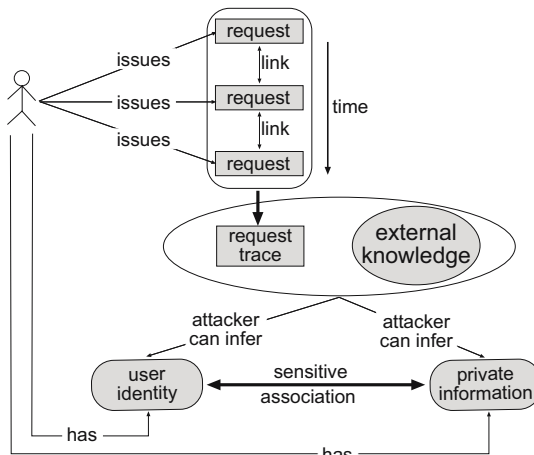 request
issues
link
issues
request
time
link
issues
request
request
trace
external
knowledge
attacker
can infer
attacker
can infer
user
identity
sensitive
association
private
information
has
has